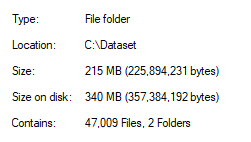 Type: File folder
Location: C:\Dataset
Size: 215 MB (225,894,231 bytes)
Size on disk: 340 MB (357,384,192 bytes)
Contains: 47,009 Files, 2 Folders